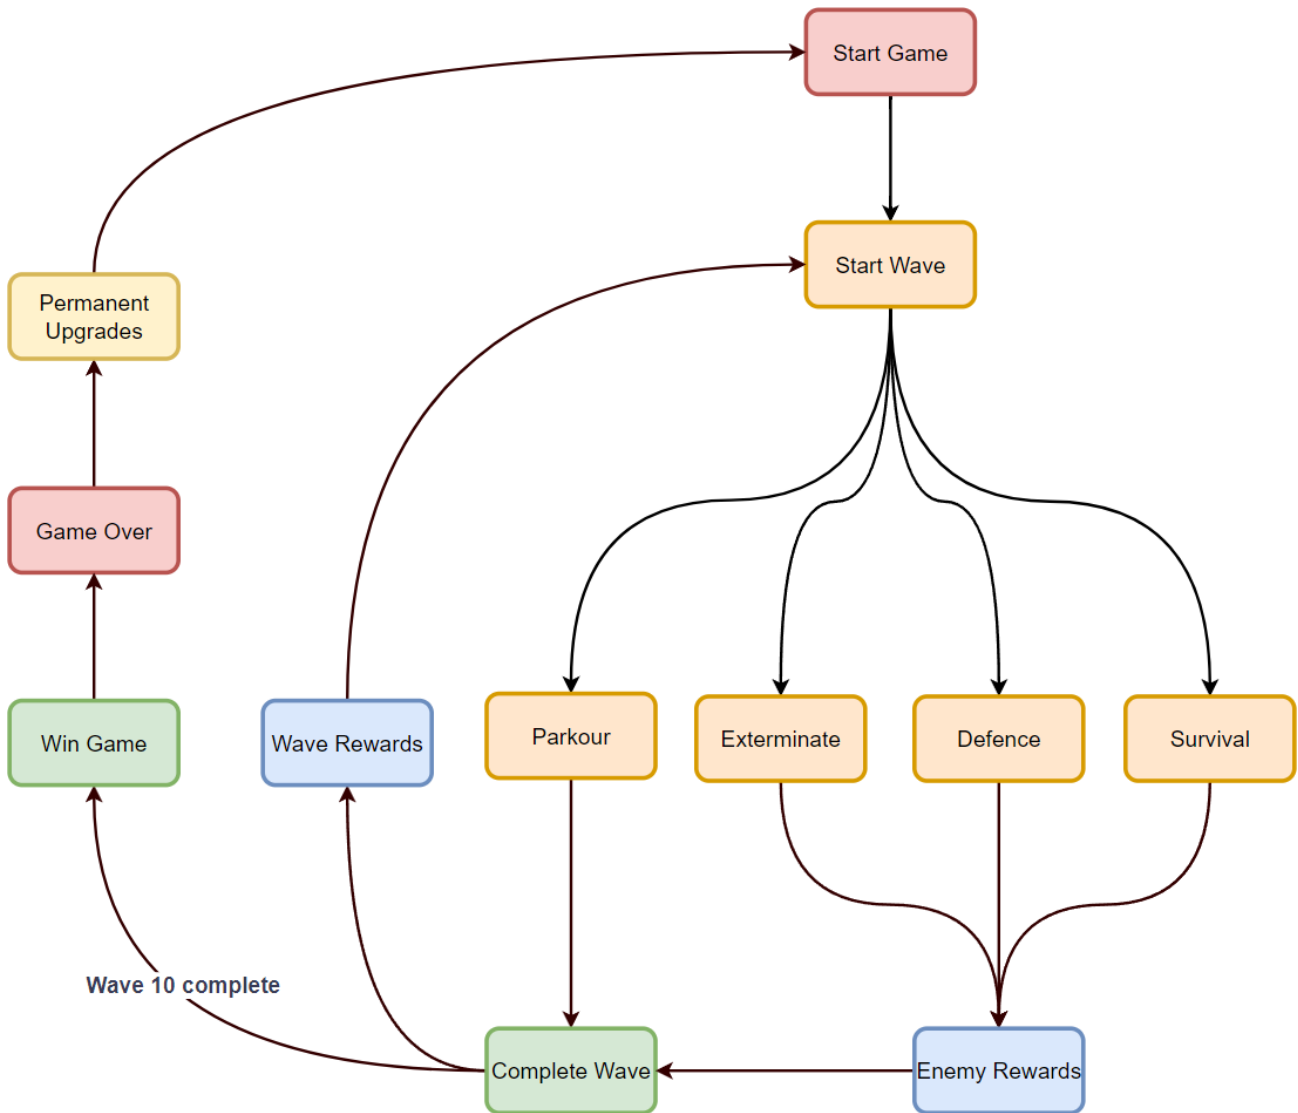 Start Game
Start Wave
Permanent
Upgrades
Game Over
Win Game
Wave Rewards
Parkour
Exterminate
Defence
Survival
Wave 10 complete
Complete Wave
Enemy Rewards